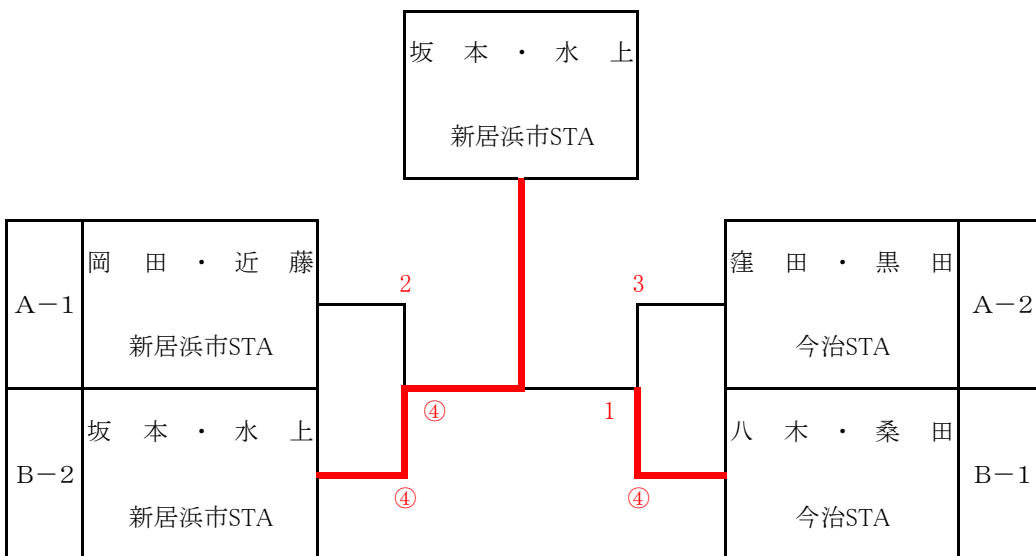 坂本・水上
新居浜市STA
A－1
岡田・近藤
新居浜市STA
2
3
窪田・黒田
今治STA
A－2
④
1
B－2
坂本・水上
新居浜市STA
④
④
八木・桑田
今治STA
B－1